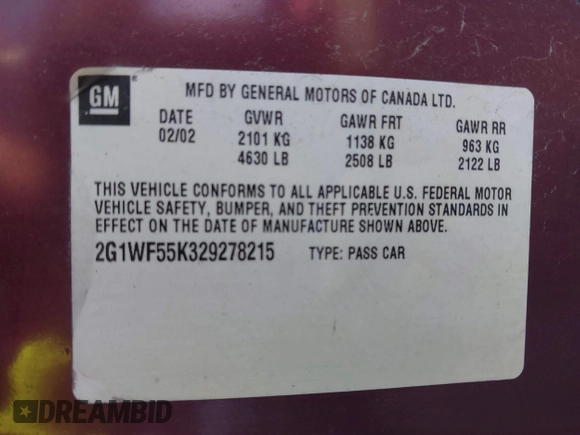 GM
MFD BY GENERAL MOTORS OF CANADA LTD.
DATE GVWR GAWR FRT GAWR RR
02/02 2101 KG 1138 KG 963 KG
4630 LB 2508 LB 2122 LB
THIS VEHICLE CONFORMS TO ALL APPLICABLE U.S. FEDERAL MOTOR
VEHICLE SAFETY, BUMPER, AND THEFT PREVENTION STANDARDS IN
EFFECT ON THE DATE OF MANUFACTURE SHOWN ABOVE.
2G1WF55K329278215 TYPE: PASS CAR
DREAMBID